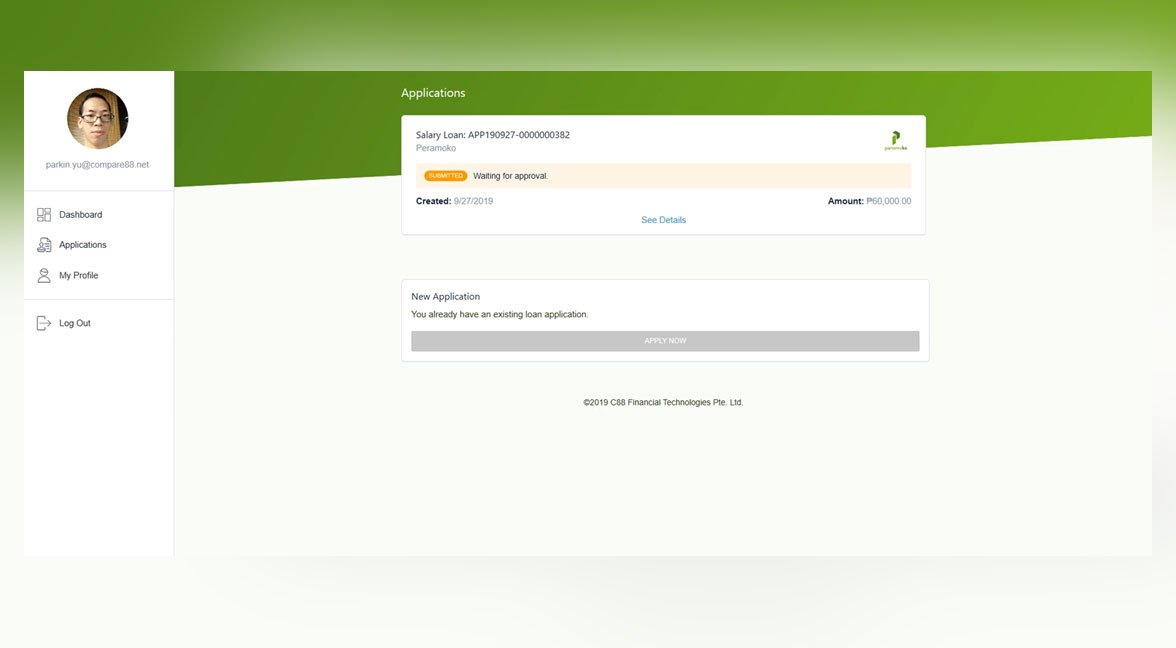 parkin.yu@compare88.net
Dashboard
Applications
My Profile
Log Out
Applications
Salary Loan: APP190927-0000000382
Peramoko
peramoko
SUBMITTED Waiting for approval.
Created: 9/27/2019 Amount: ₱60,000.00
See Details
New Application
You already have an existing loan application.
APPLY NOW
©2019 C88 Financial Technologies Pte. Ltd.